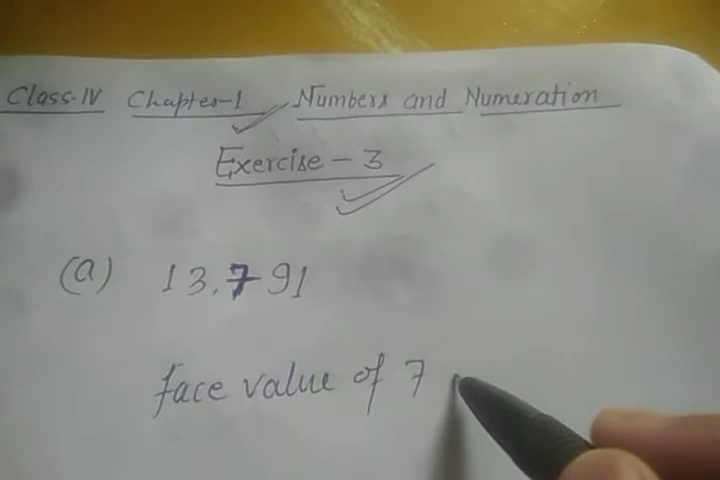 Class-IV Chapter-1 Numbers and Numeration
Exercise - 3
(a) 13,791
face value of 7